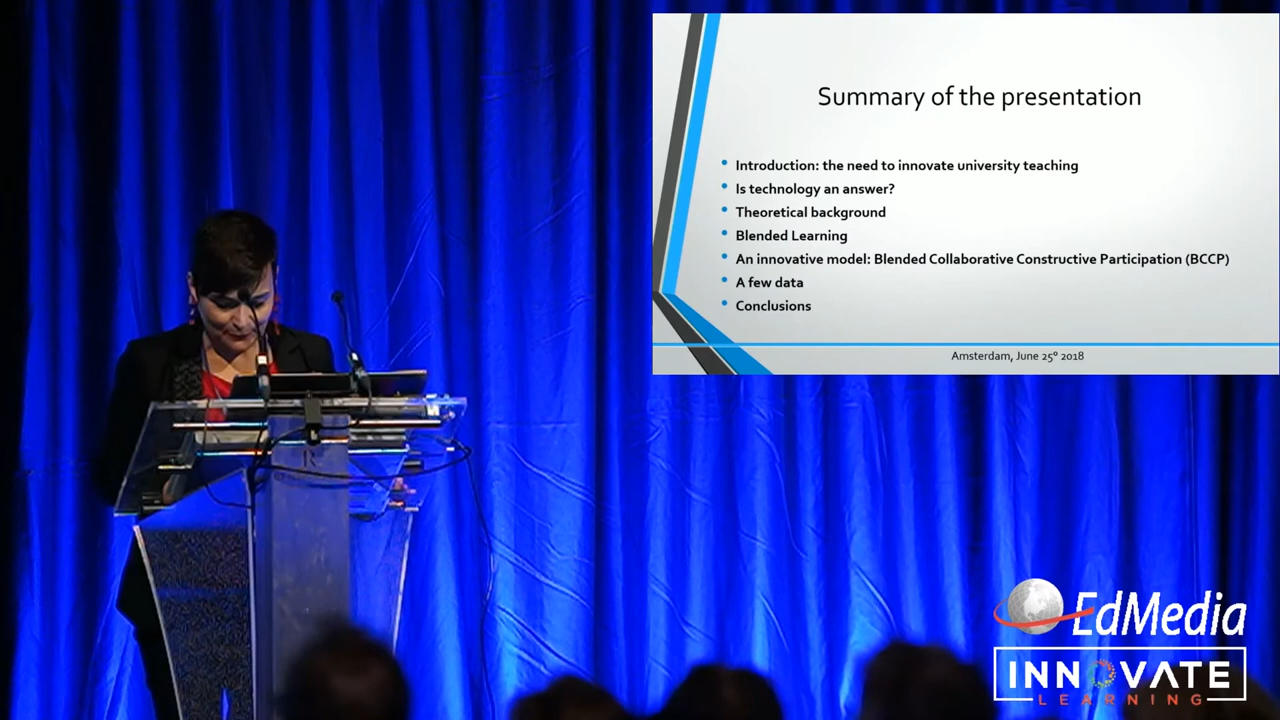 Summary of the presentation
Introduction: the need to innovate university teaching
Is technology an answer?
Theoretical background
Blended Learning
An innovative model: Blended Collaborative Constructive Participation (BCCP)
A few data
Conclusions
Amsterdam, June 25º 2018
EdMedia
INNOVATE
LEARNING